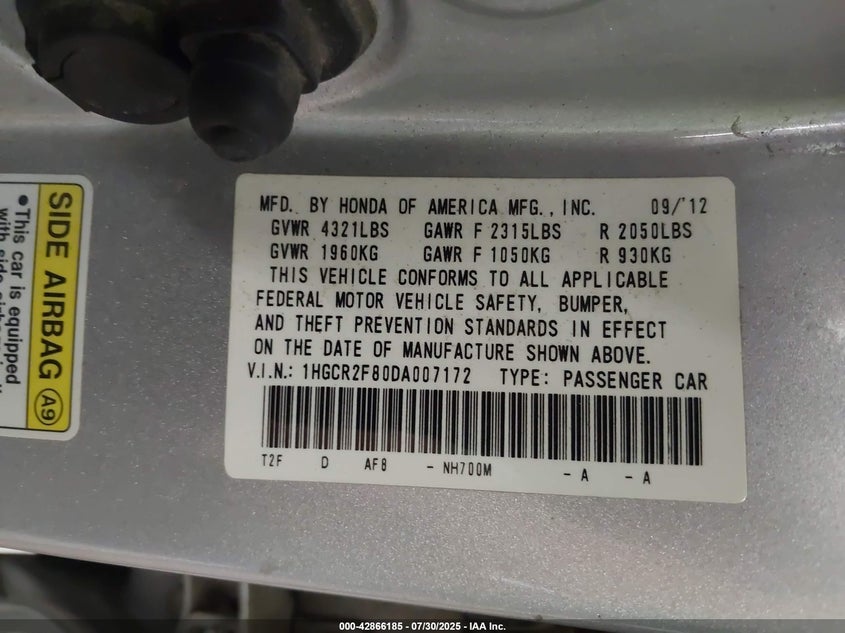 SIDE AIRBAG A9
•This car is equipped
MFD. BY HONDA OF AMERICA MFG., INC. 09/'12
GVWR 4321LBS GAWR F 2315LBS R 2050LBS
GVWR 1960KG GAWR F 1050KG R 930KG
THIS VEHICLE CONFORMS TO ALL APPLICABLE
FEDERAL MOTOR VEHICLE SAFETY, BUMPER,
AND THEFT PREVENTION STANDARDS IN EFFECT
ON THE DATE OF MANUFACTURE SHOWN ABOVE.
V.I.N.: 1HGCR2F80DA007172 TYPE: PASSENGER CAR
T2F D AF8 - NH700M - A - A
000-42866185 - 07/30/2025 - IAA Inc.